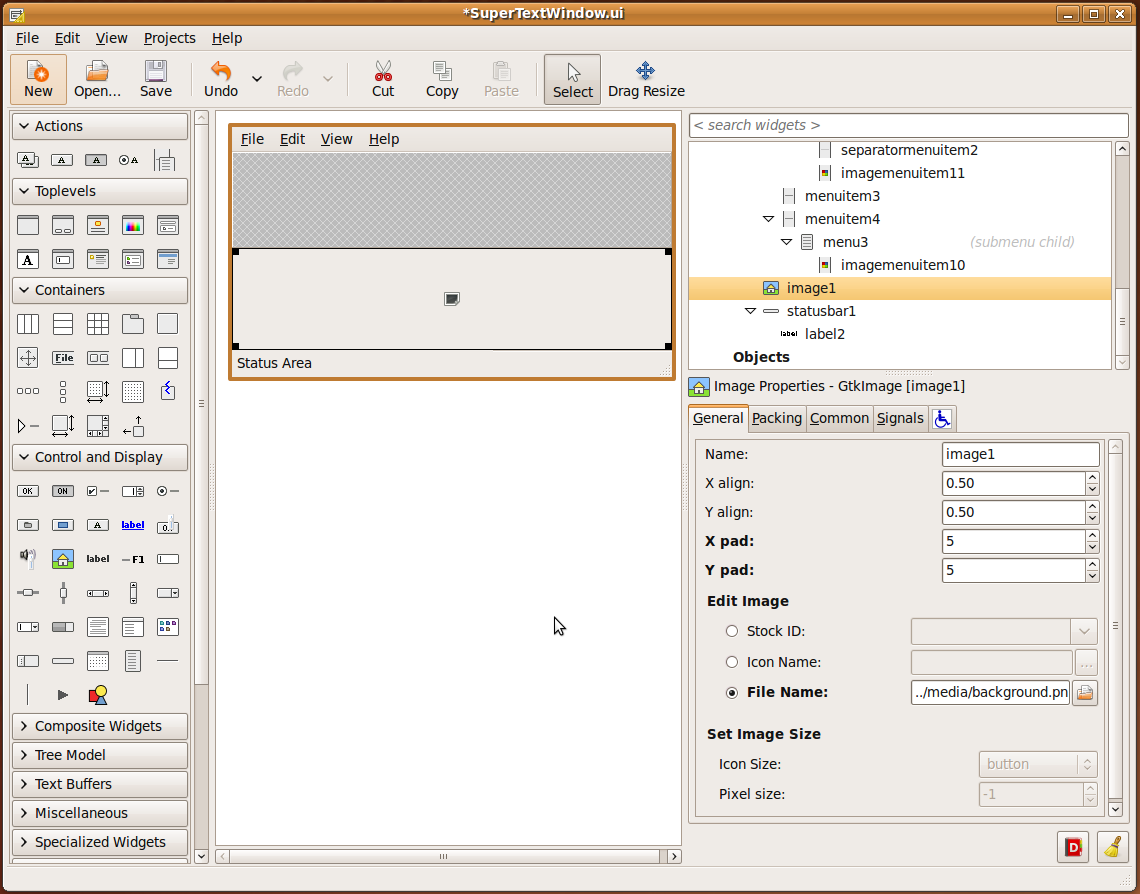 *SuperTextWindow.ui
File Edit View Projects Help
New Open... Save Undo Redo Cut Copy Paste Select Drag Resize
Actions
A A A A
Toplevels
A
Containers
File
Control and Display
OK ON
A label 0..
label F1
Composite Widgets
Tree Model
Text Buffers
Miscellaneous
Specialized Widgets
File Edit View Help
Status Area
< search widgets >
separatormenuitem2
imagemenuitem11
menuitem3
menuitem4
menu3 (submenu child)
imagemenuitem10
image1
statusbar1
label label2
Objects
Image Properties - GtkImage [image1]
General Packing Common Signals
Name: image1
X align: 0.50
Y align: 0.50
X pad: 5
Y pad: 5
Edit Image
Stock ID:
Icon Name: ...
File Name: ../media/background.pn
Set Image Size
Icon Size: button
Pixel size: -1
D